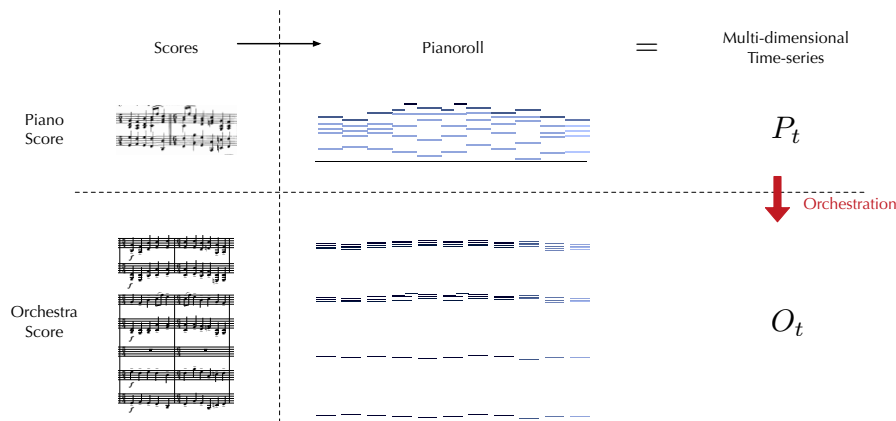 Scores
Pianoroll
=
Multi-dimensional
Time-series
Piano
Score
P_t
Orchestration
Orchestra
Score
O_t
f
f
f
f
f
f